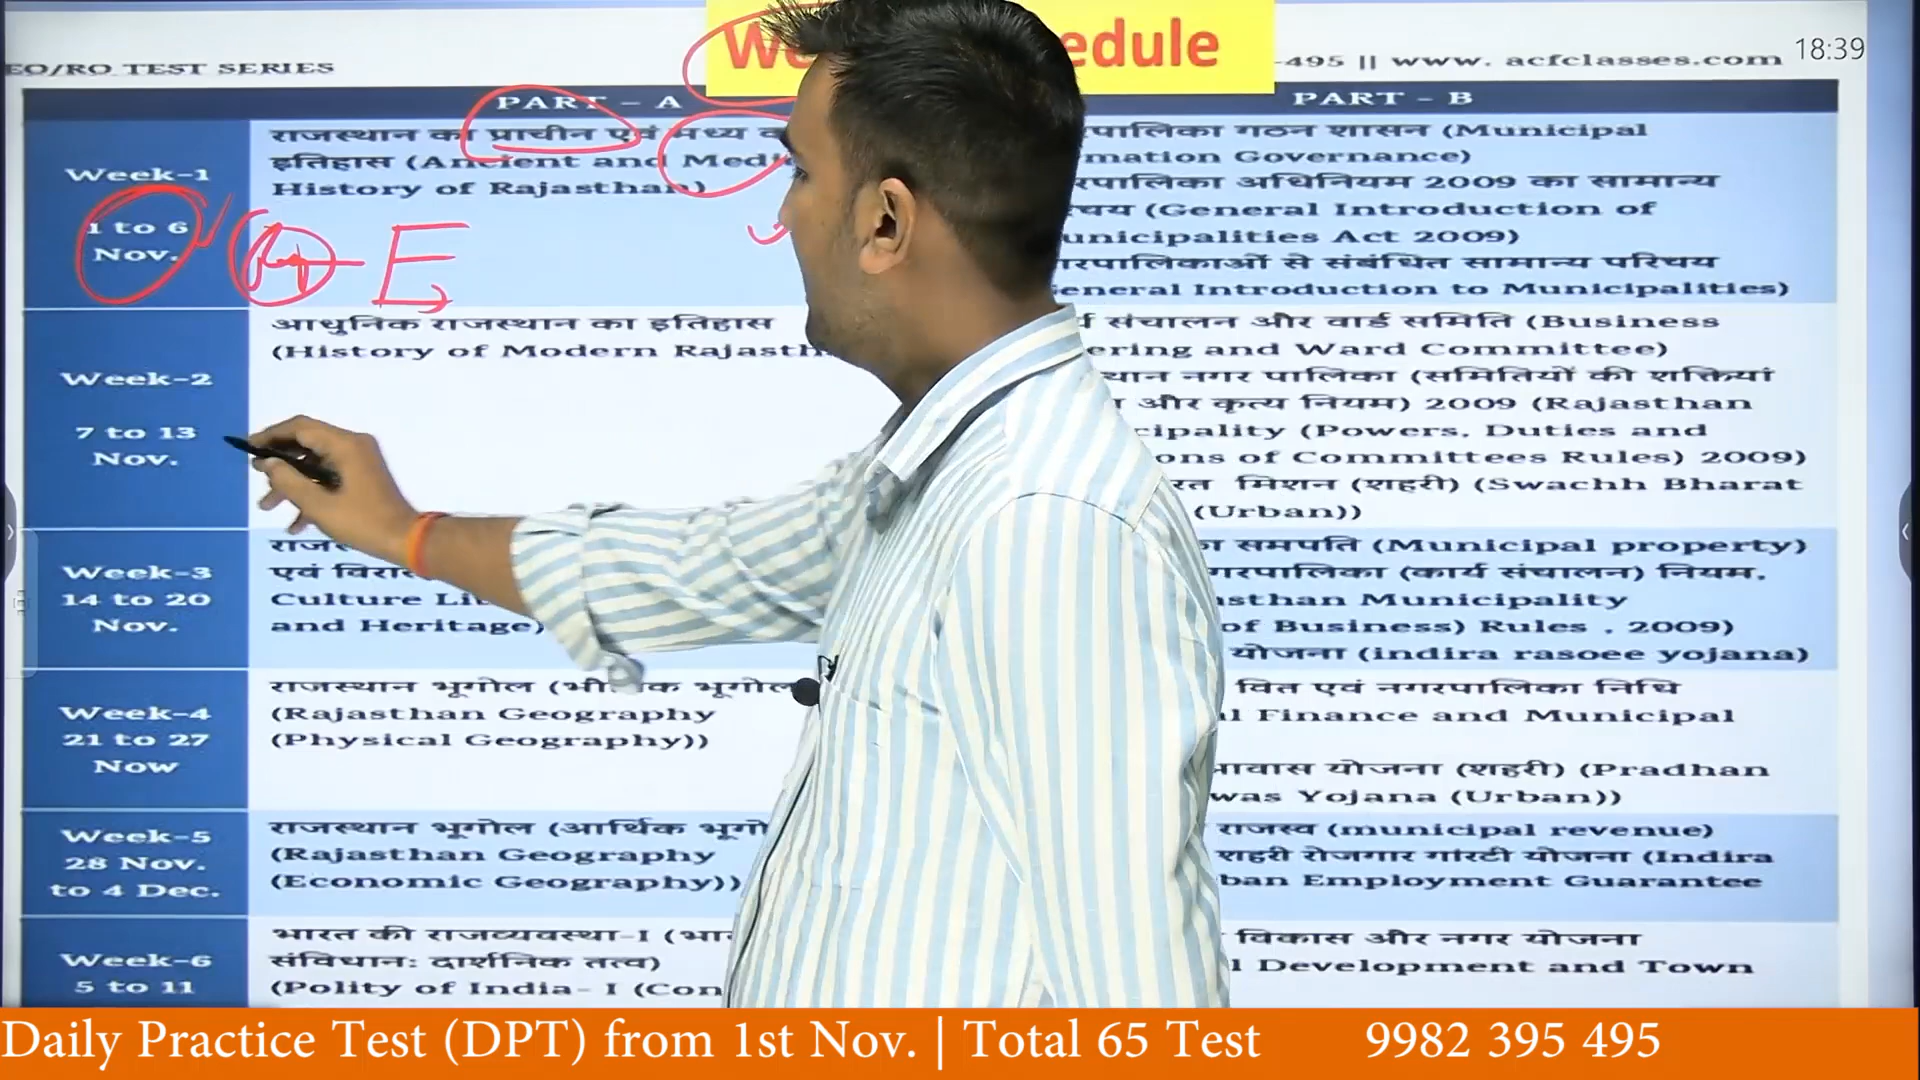 EO/RO TEST SERIES
We edule
-495 || www. acfclasses.com
18:39
PART - A
PART - B
Week-1
1 to 6
Nov.
राजस्थान का प्राचीन एवं मध्य
इतिहास (Ancient and Medi
History of Rajasthan)
E
रपालिका गठन शासन (Municipal
mation Governance)
रपालिका अधिनियम 2009 का सामान्य
चय (General Introduction of
unicipalities Act 2009)
गरपालिकाओं से संबंधित सामान्य परिचय
eneral Introduction to Municipalities)
Week-2
7 to 13
Nov.
आधुनिक राजस्थान का इतिहास
(History of Modern Rajasth
संचालन और वार्ड समिति (Business
ering and Ward Committee)
थान नगर पालिका (समितियों की शक्तियां
और कृत्य नियम) 2009 (Rajasthan
cipality (Powers, Duties and
ons of Committees Rules) 2009)
रत मिशन (शहरी) (Swachh Bharat
(Urban))
Week-3
14 to 20
Nov.
राज
एवं विरा
Culture Li
and Heritage)
समपति (Municipal property)
गरपालिका (कार्य संचालन) नियम,
sthan Municipality
of Business) Rules , 2009)
योजना (indira rasoee yojana)
Week-4
21 to 27
Now
राजस्थान भूगोल (भौ क भूगोल
(Rajasthan Geography
(Physical Geography))
वित एवं नगरपालिका निधि
l Finance and Municipal
आवास योजना (शहरी) (Pradhan
was Yojana (Urban))
Week-5
28 Nov.
to 4 Dec.
राजस्थान भूगोल (आर्थिक भूगो
(Rajasthan Geography
(Economic Geography))
राजस्व (municipal revenue)
शहरी रोजगार गांरटी योजना (Indira
ban Employment Guarantee
Week-6
5 to 11
भारत की राजव्यवस्था-I (भा
संविधान: दार्शनिक तत्व)
(Polity of India- I (Con
विकास और नगर योजना
l Development and Town
Daily Practice Test (DPT) from 1st Nov. | Total 65 Test 9982 395 495